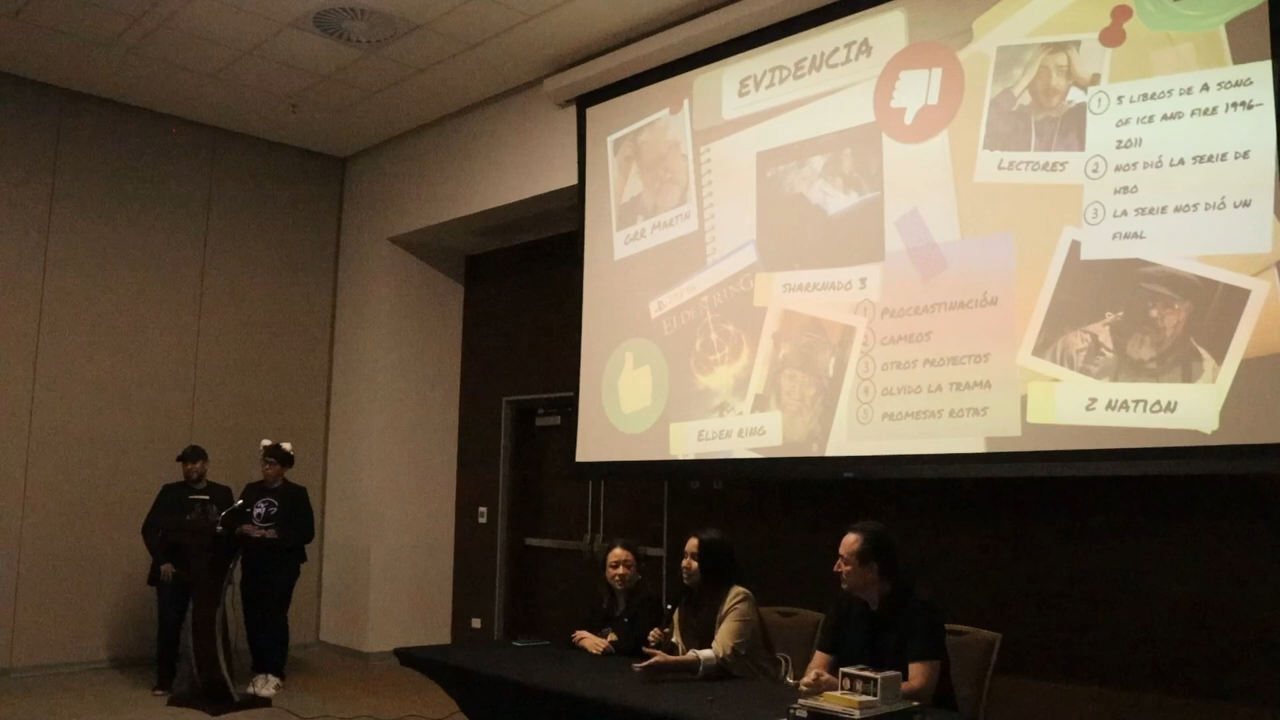 EVIDENCIA
GRR MARTIN
SHARKNADO 3
ELDEN RING
ELDEN RING
1 PROCRASTINACIÓN
2 CAMEOS
3 OTROS PROYECTOS
4 OLVIDO LA TRAMA
5 PROMESAS ROTAS
LECTORES
1 5 LIBROS DE A SONG
OF ICE AND FIRE 1996-
2011
2 NOS DIÓ LA SERIE DE
HBO
3 LA SERIE NOS DIÓ UN
FINAL
Z NATION